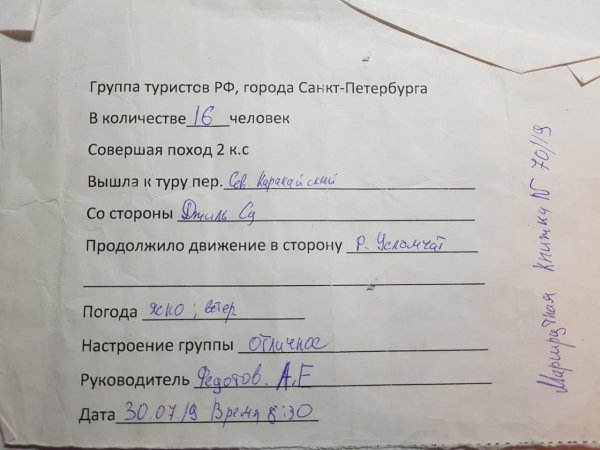 Группа туристов РФ, города Санкт-Петербурга
В количестве 16 человек
Совершая поход 2 к.с
Вышла к туру пер. Сев. Каракайский
Со стороны Джиль Су
Продолжило движение в сторону р. Уллухчат
Погода ясно; ветер
Настроение группы отличное
Руководитель Федотов. А.Е
Дата 30.07.19 Время 8:30
Маршрутная книжка № 70/19